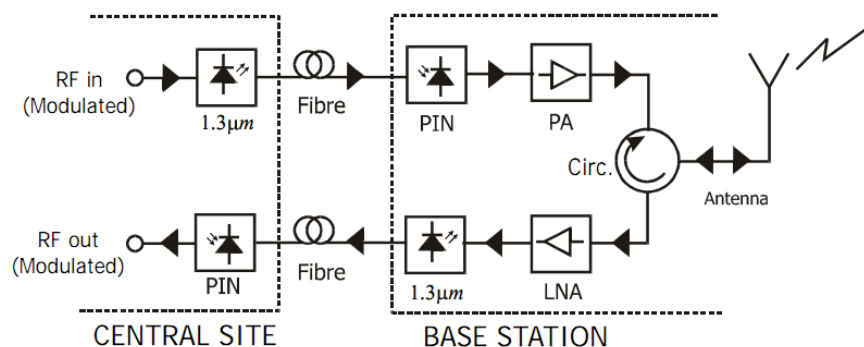 RF in
(Modulated)
1.3μm
Fibre
PIN
PA
Circ.
Antenna
RF out
(Modulated)
PIN
Fibre
1.3μm
LNA
CENTRAL SITE
BASE STATION